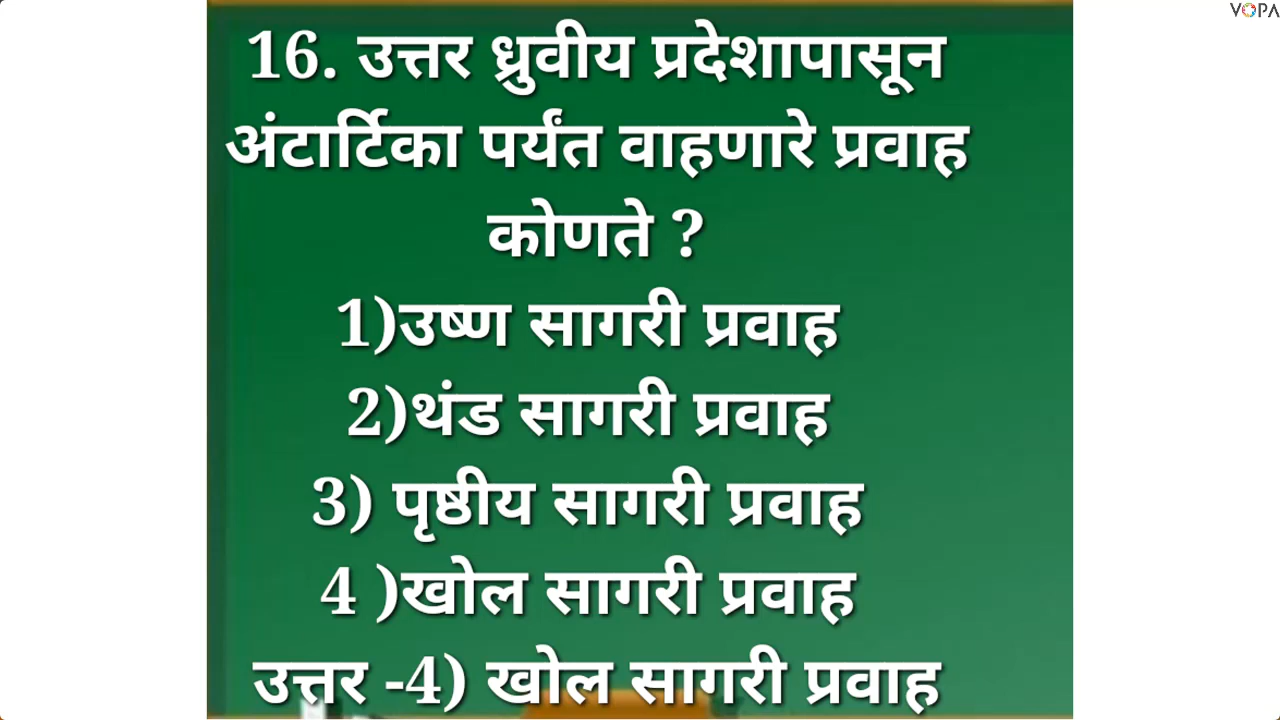 VOPA
16. उत्तर ध्रुवीय प्रदेशापासून
अंटार्टिका पर्यंत वाहणारे प्रवाह
कोणते ?
1)उष्ण सागरी प्रवाह
2)थंड सागरी प्रवाह
3) पृष्ठीय सागरी प्रवाह
4 )खोल सागरी प्रवाह
उत्तर -4) खोल सागरी प्रवाह